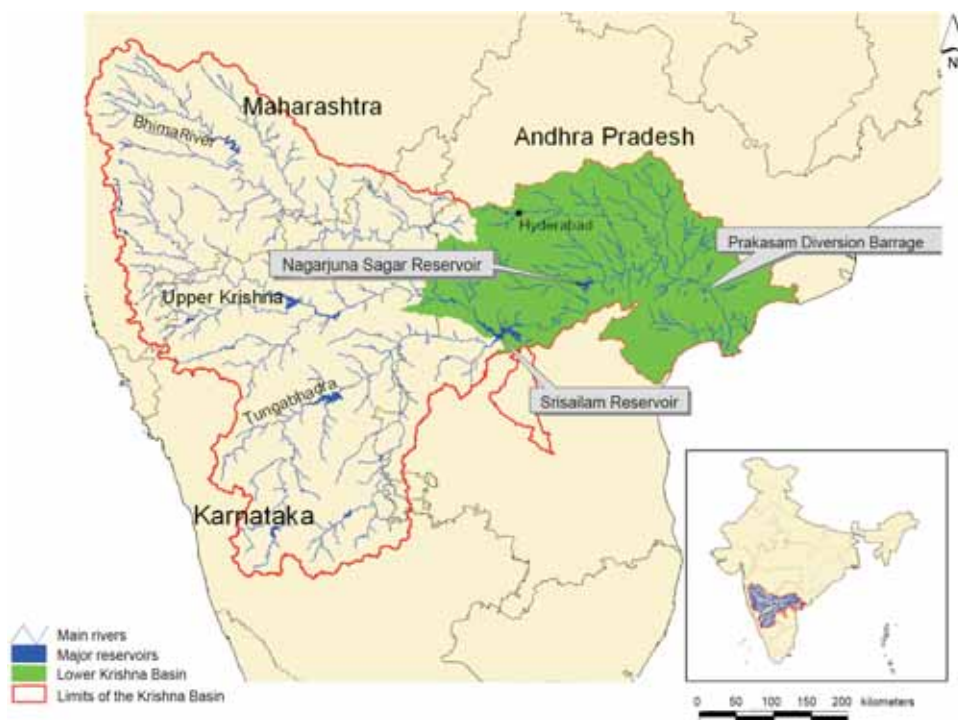 N
Maharashtra
Bhima River
Andhra Pradesh
Hyderabad
Prakasam Diversion Barrage
Nagarjuna Sagar Reservoir
Upper Krishna
Srisailam Reservoir
Tungabhadra
Karnataka
Main rivers
Major reservoirs
Lower Krishna Basin
Limits of the Krishna Basin
0 50 100 150 200 kilometers